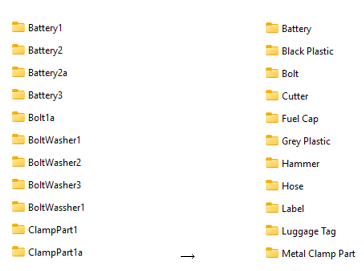 Battery1
Battery2
Battery2a
Battery3
Bolt1a
BoltWasher1
BoltWasher2
BoltWasher3
BoltWassher1
ClampPart1
ClampPart1a
→
Battery
Black Plastic
Bolt
Cutter
Fuel Cap
Grey Plastic
Hammer
Hose
Label
Luggage Tag
Metal Clamp Part